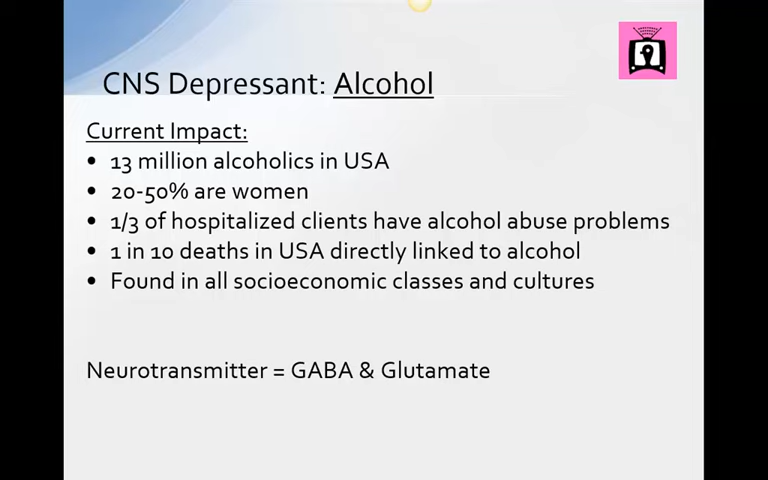 CNS Depressant: Alcohol
Current Impact:
• 13 million alcoholics in USA
• 20-50% are women
• 1/3 of hospitalized clients have alcohol abuse problems
• 1 in 10 deaths in USA directly linked to alcohol
• Found in all socioeconomic classes and cultures
Neurotransmitter = GABA & Glutamate